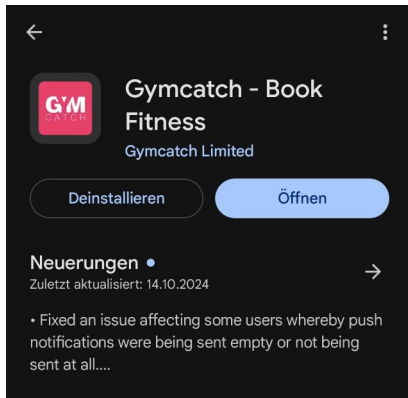 GYM
CATCH
Gymcatch - Book
Fitness
Gymcatch Limited
Deinstallieren
Öffnen
Neuerungen
Zuletzt aktualisiert: 14.10.2024
• Fixed an issue affecting some users whereby push
notifications were being sent empty or not being
sent at all....